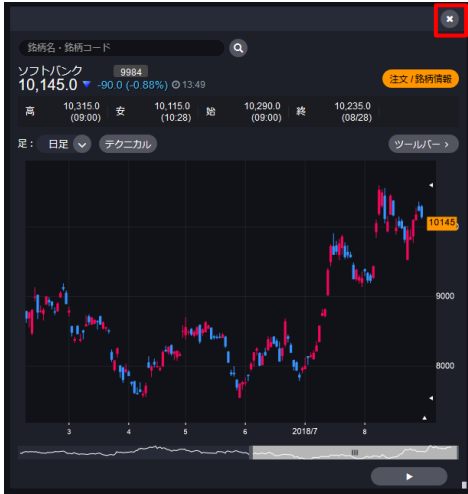 銘柄名・銘柄コード
ソフトバンク 9984
10,145.0 ▼ -90.0 (-0.88%) 13:49
注文 / 銘柄情報
高 10,315.0 安 10,115.0 始 10,290.0 終 10,235.0
(09:00) (10:28) (09:00) (08/28)
足 : 日足 テクニカル ツールバー >
10145
9000
8000
3 4 5 6 2018/7 8